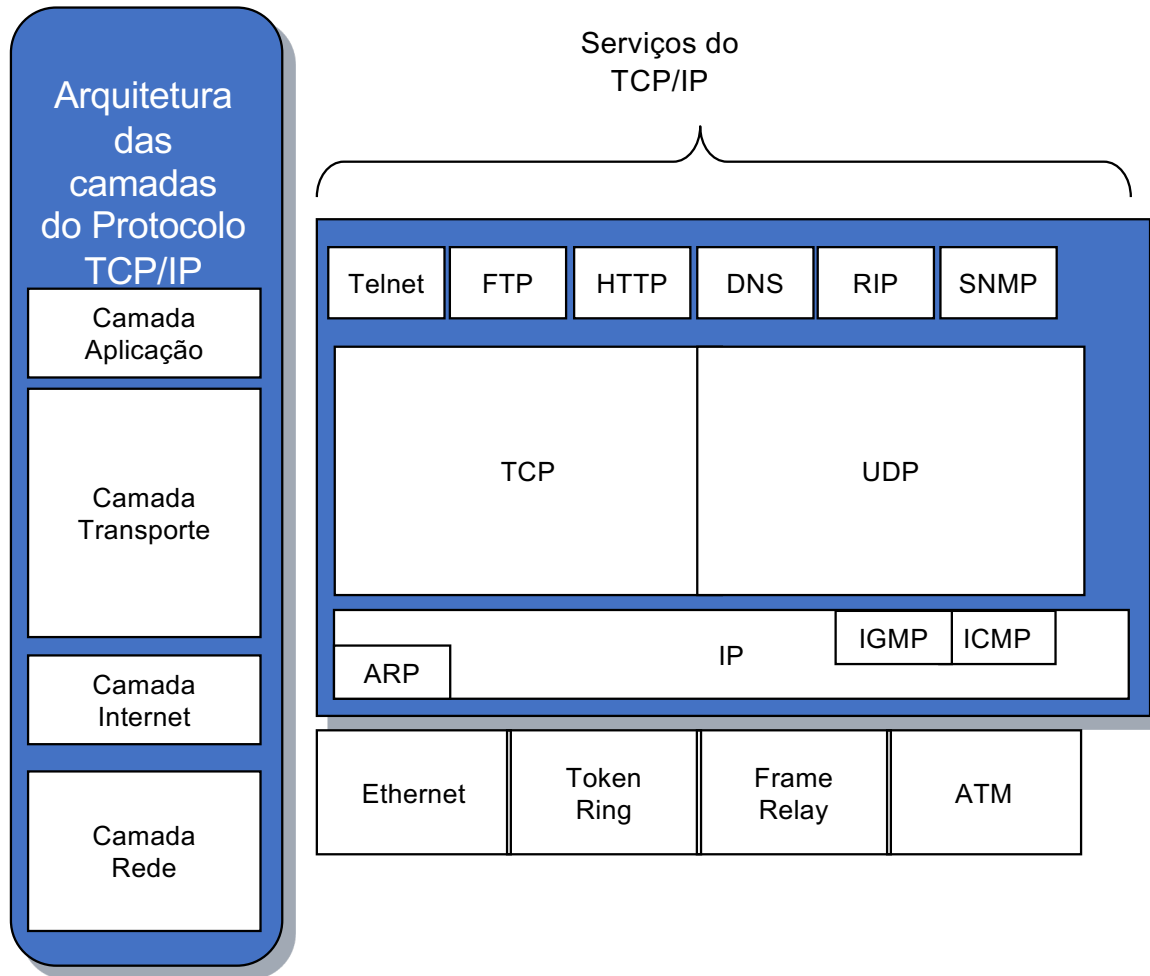 Arquitetura
das
camadas
do Protocolo
TCP/IP
Camada
Aplicação
Camada
Transporte
Camada
Internet
Camada
Rede
Serviços do
TCP/IP
Telnet
FTP
HTTP
DNS
RIP
SNMP
TCP
UDP
IP
IGMP
ICMP
ARP
Ethernet
Token
Ring
Frame
Relay
ATM